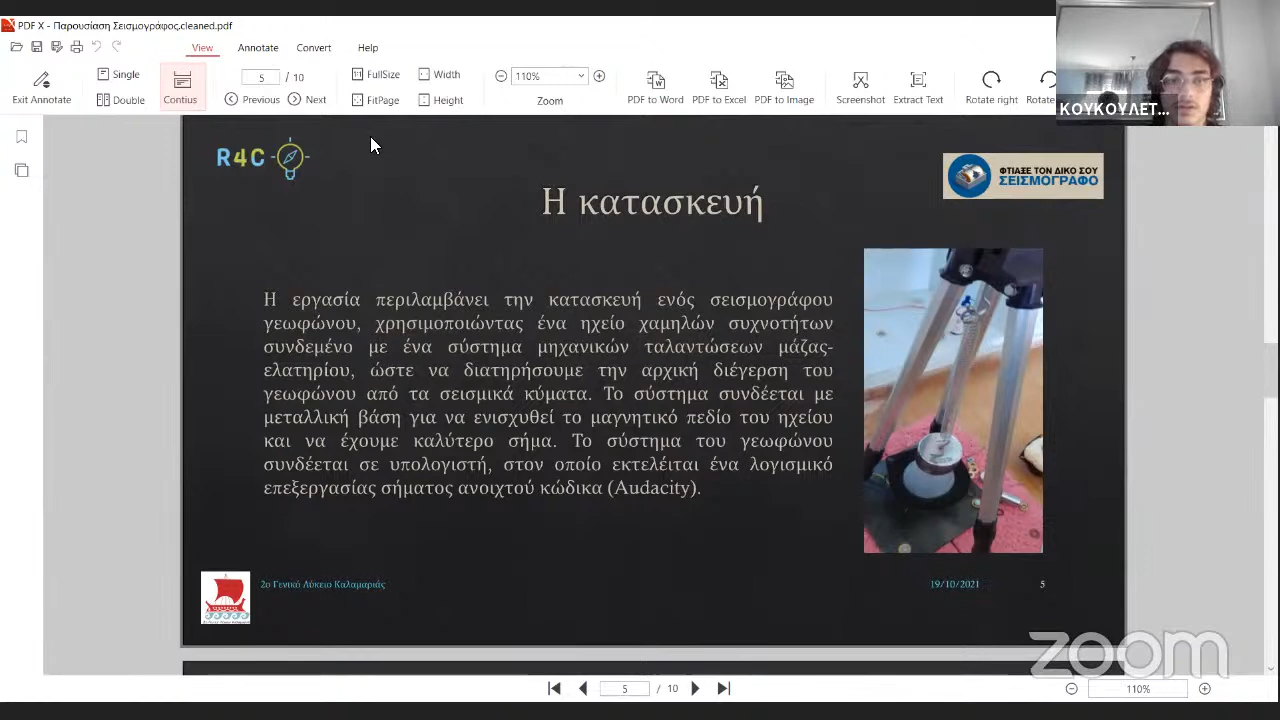 PDF X - Παρουσίαση Σεισμογράφος.cleaned.pdf
View Annotate Convert Help
Exit Annotate
Single
Double
Contius
5 / 10
Previous Next
FullSize Width
FitPage Height
110%
Zoom
PDF to Word PDF to Excel PDF to Image
Screenshot Extract Text
Rotate right Rotate
ΚΟΥΚΟΥΛΕΤ...
R4C
ΦΤΙΑΞΕ ΤΟΝ ΔΙΚΟ ΣΟΥ
ΣΕΙΣΜΟΓΡΑΦΟ
Η κατασκευή
Η εργασία περιλαμβάνει την κατασκευή ενός σεισμογράφου
γεωφώνου, χρησιμοποιώντας ένα ηχείο χαμηλών συχνοτήτων
συνδεμένο με ένα σύστημα μηχανικών ταλαντώσεων μάζας-
ελατηρίου, ώστε να διατηρήσουμε την αρχική διέγερση του
γεωφώνου από τα σεισμικά κύματα. Το σύστημα συνδέεται με
μεταλλική βάση για να ενισχυθεί το μαγνητικό πεδίο του ηχείου
και να έχουμε καλύτερο σήμα. Το σύστημα του γεωφώνου
συνδέεται σε υπολογιστή, στον οποίο εκτελείται ένα λογισμικό
επεξεργασίας σήματος ανοιχτού κώδικα (Audacity).
2ο Γενικό Λύκειο Καλαμαριάς
19/10/2021
5
zoom
5 / 10
110%